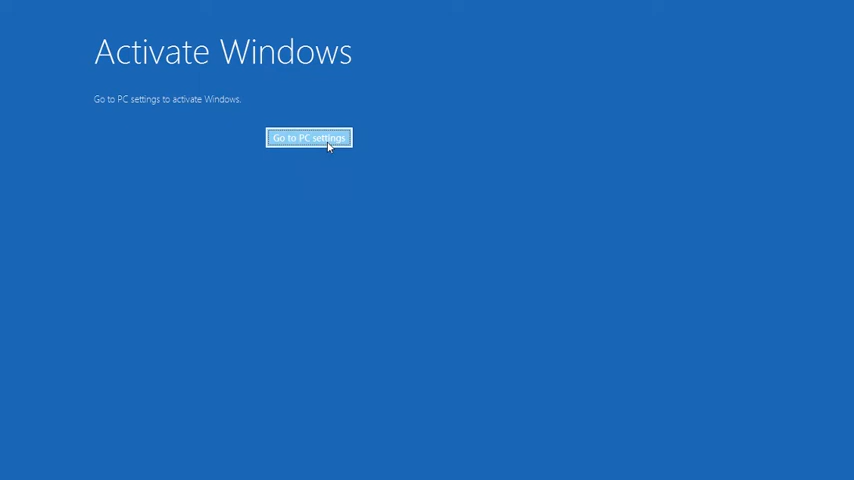 Activate Windows
Go to PC settings to activate Windows.
Go to PC settings